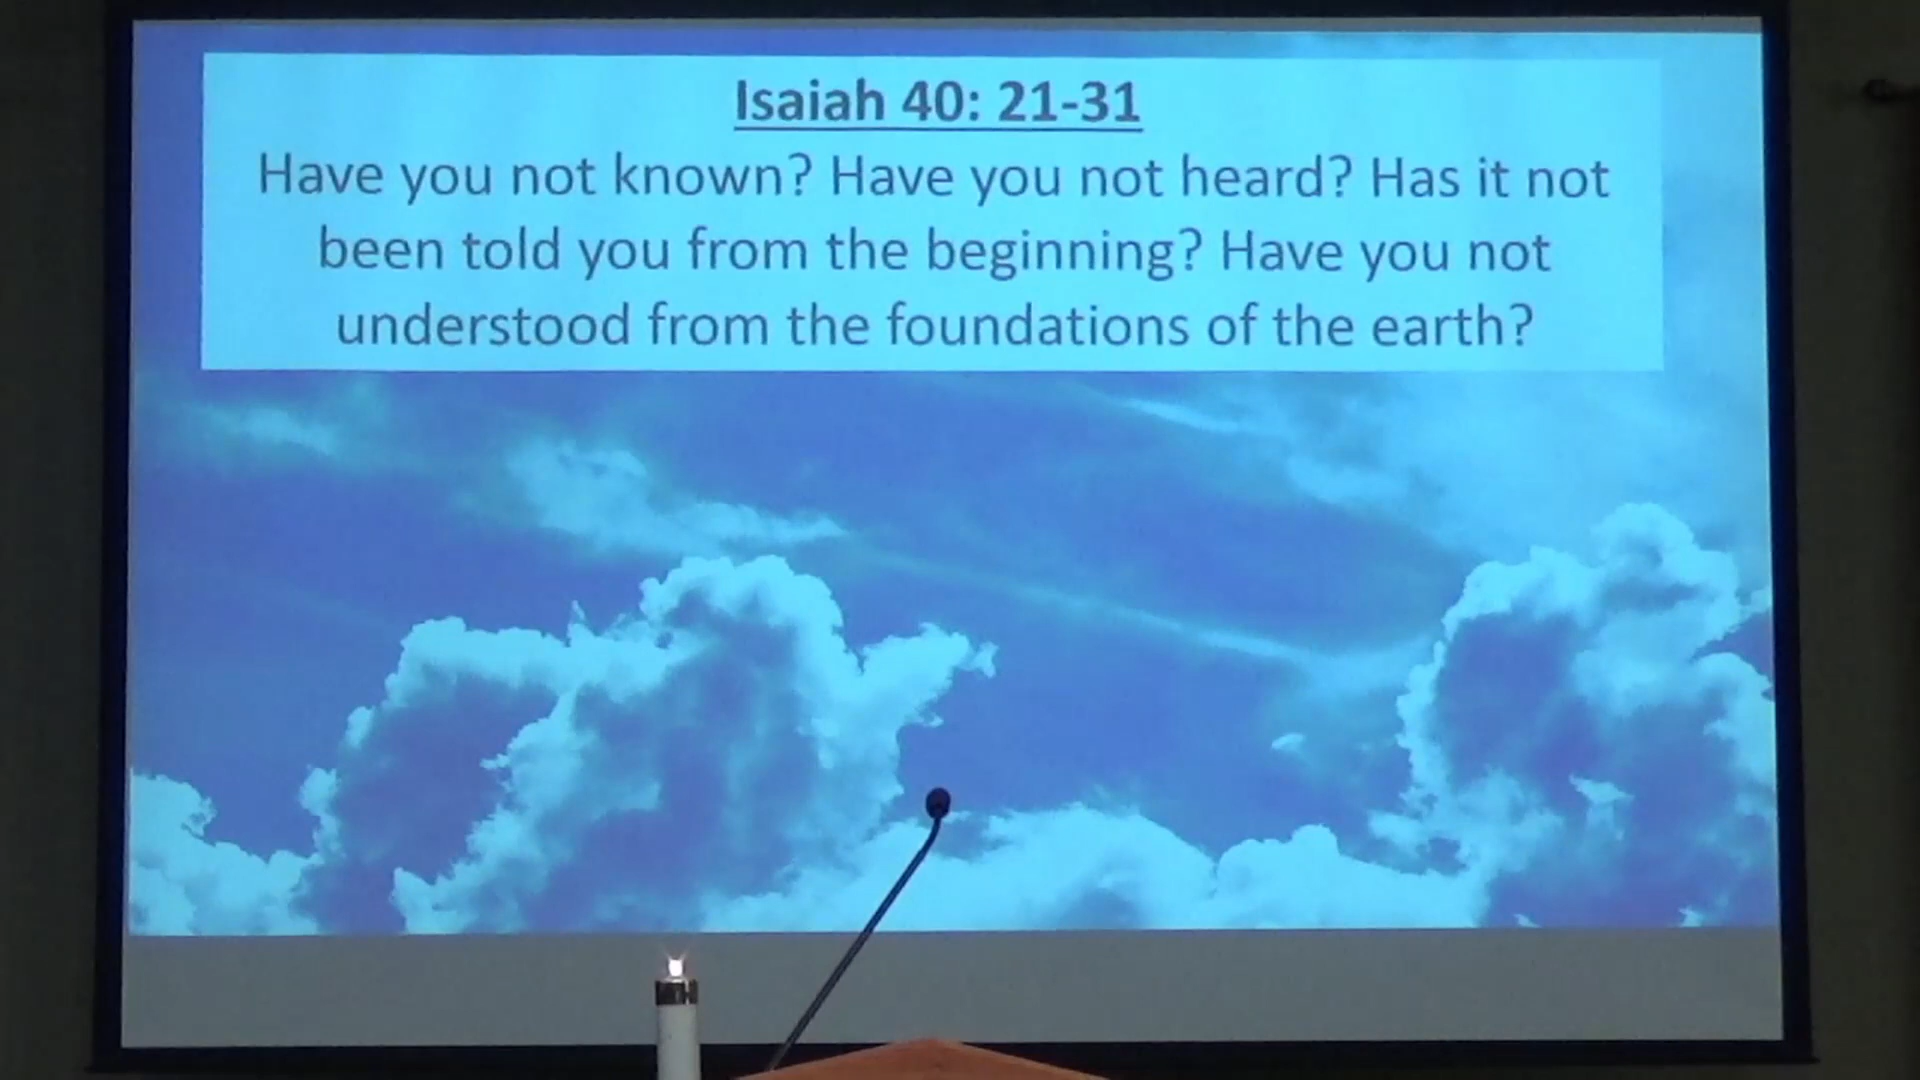 Isaiah 40: 21-31
Have you not known? Have you not heard? Has it not
been told you from the beginning? Have you not
understood from the foundations of the earth?